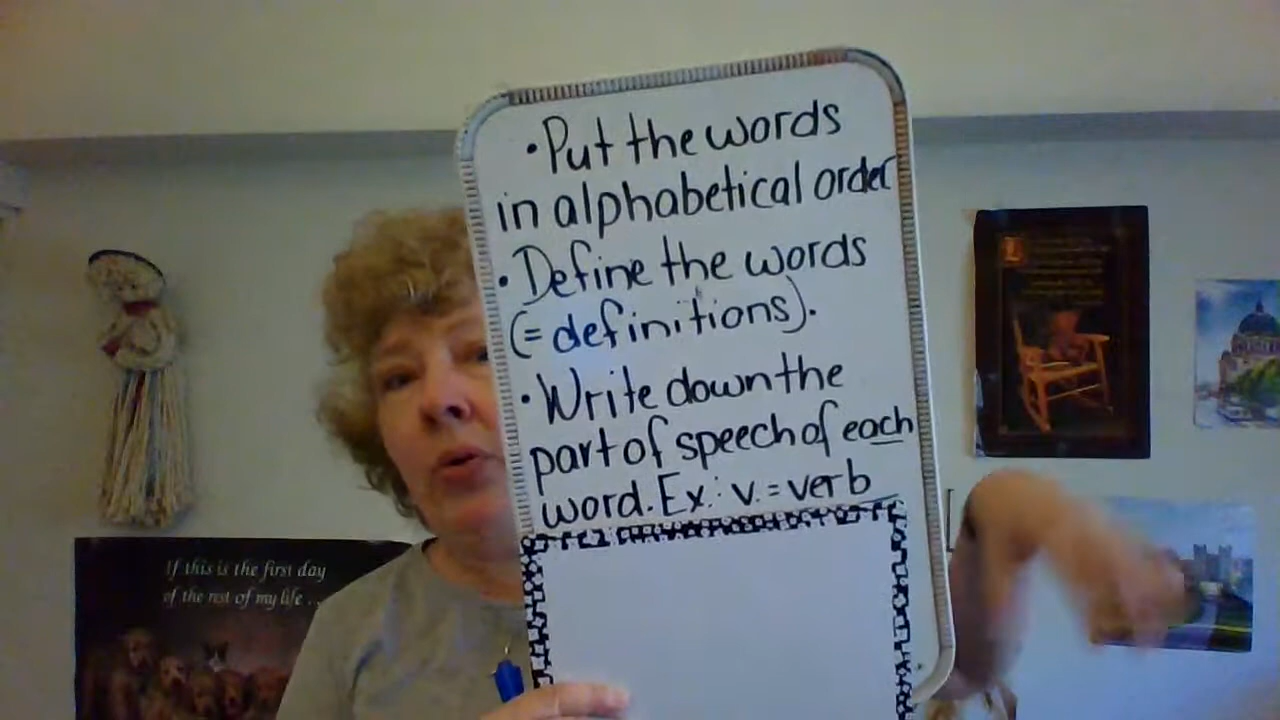 •Put the words
in alphabetical order
•Define the words
(=definitions).
•Write down the
part of speech of each
word. Ex: v. = verb
If this is the first day
of the rest of my life . .